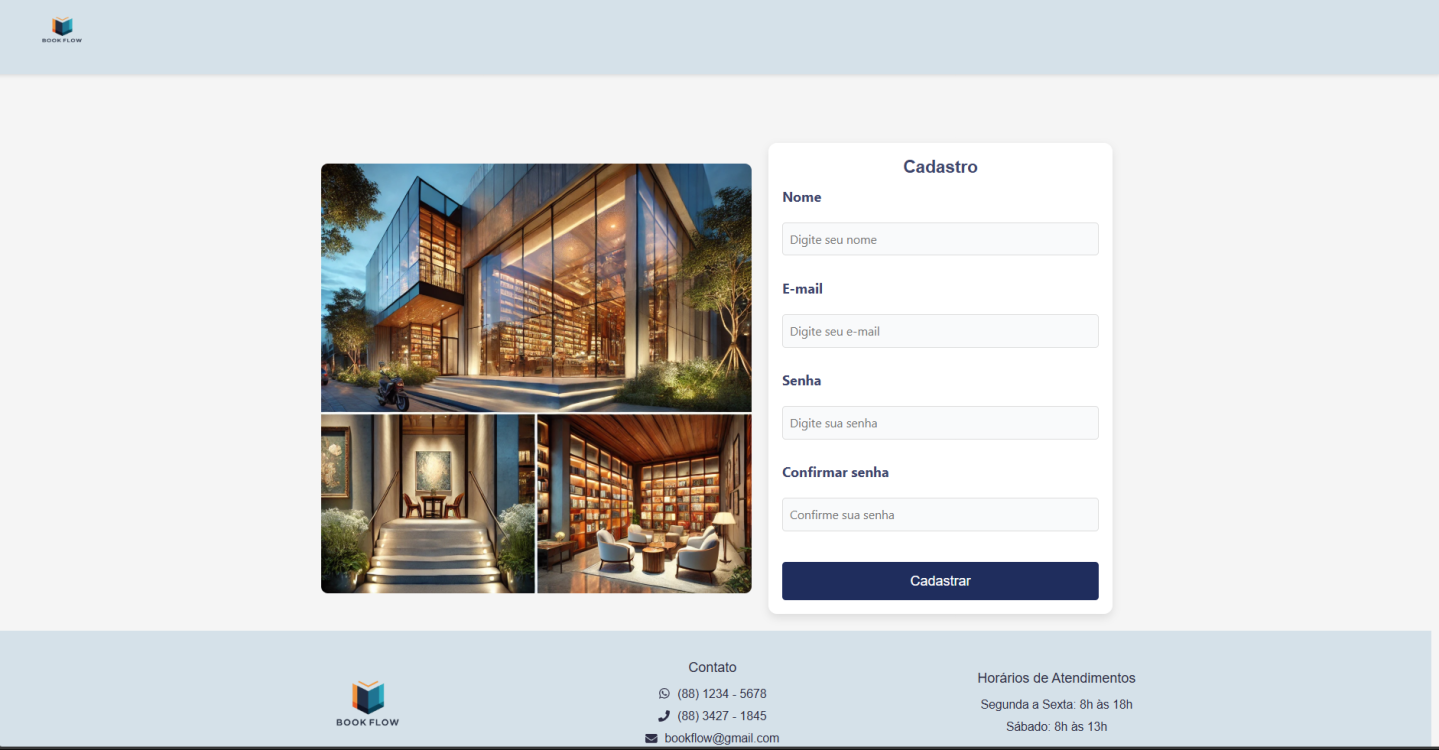 BOOK FLOW
Cadastro
Nome
Digite seu nome
E-mail
Digite seu e-mail
Senha
Digite sua senha
Confirmar senha
Confirme sua senha
Cadastrar
BOOK FLOW
Contato
(88) 1234 - 5678
(88) 3427 - 1845
bookflow@gmail.com
Horários de Atendimentos
Segunda a Sexta: 8h às 18h
Sábado: 8h às 13h